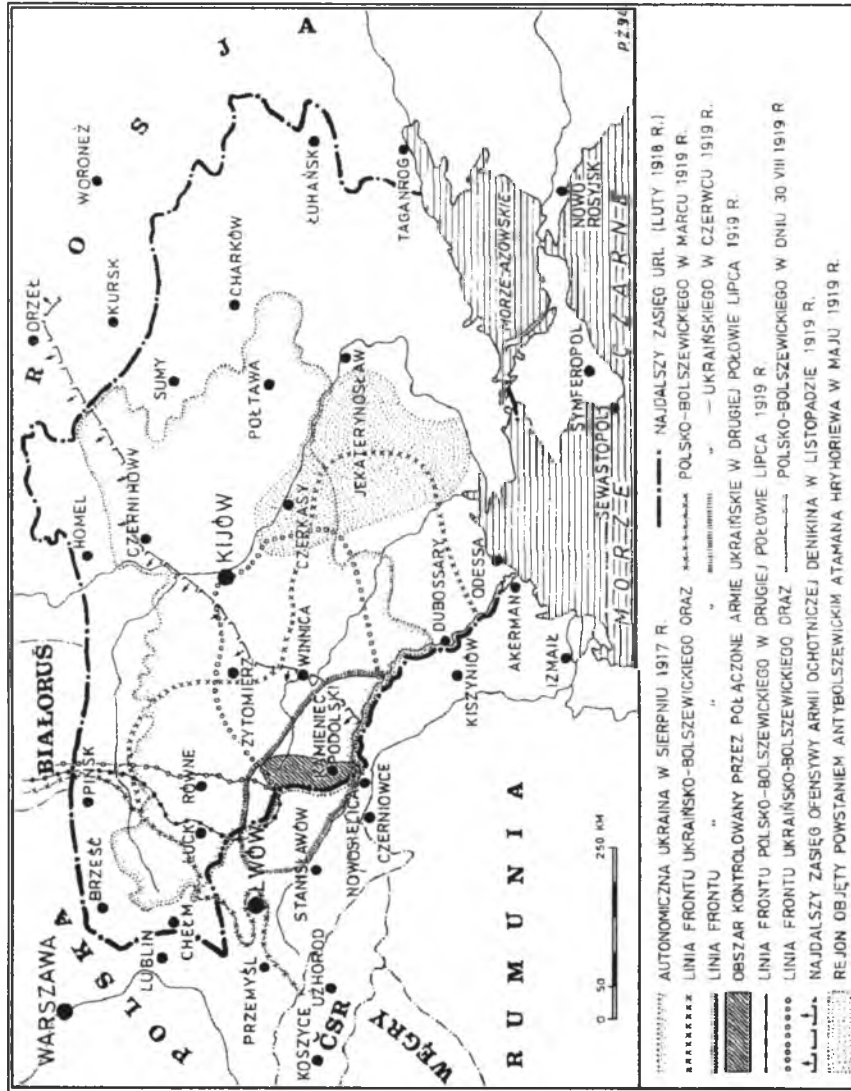 WARSZAWA
BRZEŚĆ
PIŃSK
BIAŁORUŚ
HOMEL
ORZEŁ
WORONEŻ
KURSK
CZERNIHOWY
SUMY
CHARKÓW
ŁUHAŃSK
POŁTAWA
TAGANROG
LUBLIN
CHEŁM
ŁUCK
RÓWNE
ŻYTOMIERZ
KIJÓW
CZERKASY
JEKATERYNOSŁAW
PRZEMYŚL
LWÓW
STANISŁAWÓW
KAMIENIEC
PODOLSKI
WINNICA
NOWOSIELICA
CZERNIOWCE
KOSZYCE
UŻHOROD
ČSR
WĘGRY
POLSKA
ROSJA
RUMUNIA
DUBOSSARY
KISZYNIÓW
ODESSA
AKERMAN
IZMAIŁ
SYMFEROPOL
SEWASTOPOL
MORZE AZOWSKIE
NOWO-
ROSYJSK
MORZE CZARNE
0 50 250 KM
P.Ż.94
AUTONOMICZNA UKRAINA W SIERPNIU 1917 R.
NAJDALSZY ZASIĘG URL (LUTY 1918 R.)
LINIA FRONTU UKRAIŃSKO-BOLSZEWICKIEGO ORAZ POLSKO-BOLSZEWICKIEGO W MARCU 1919 R.
LINIA FRONTU " " " – UKRAIŃSKIEGO W CZERWCU 1919 R.
OBSZAR KONTROLOWANY PRZEZ POŁĄCZONE ARMIE UKRAIŃSKIE W DRUGIEJ POŁOWIE LIPCA 1919 R.
LINIA FRONTU POLSKO-BOLSZEWICKIEGO W DRUGIEJ POŁOWIE LIPCA 1919 R.
LINIA FRONTU UKRAIŃSKO-BOLSZEWICKIEGO ORAZ POLSKO-BOLSZEWICKIEGO W DNIU 30 VIII 1919 R
NAJDALSZY ZASIĘG OFENSYWY ARMII OCHOTNICZEJ DENIKINA W LISTOPADZIE 1919 R.
REJON OBJĘTY POWSTANIEM ANTYBOLSZEWICKIM ATAMANA HRYHORIEWA W MAJU 1919 R.